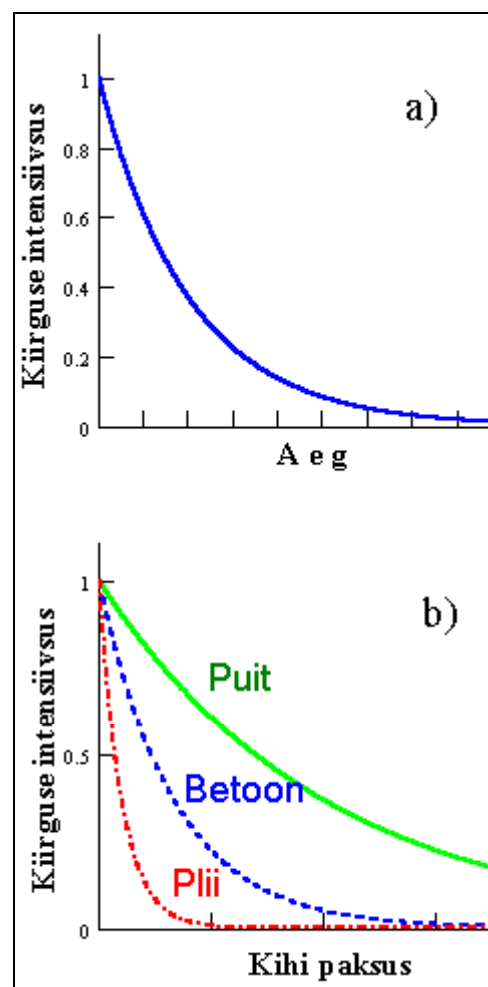 a)
Kiirguse intensiivsus
1
0.8
0.6
0.4
0.2
0
A e g
b)
Kiirguse intensiivsus
1
0.5
0
Puit
Betoon
Plii
Kihi paksus